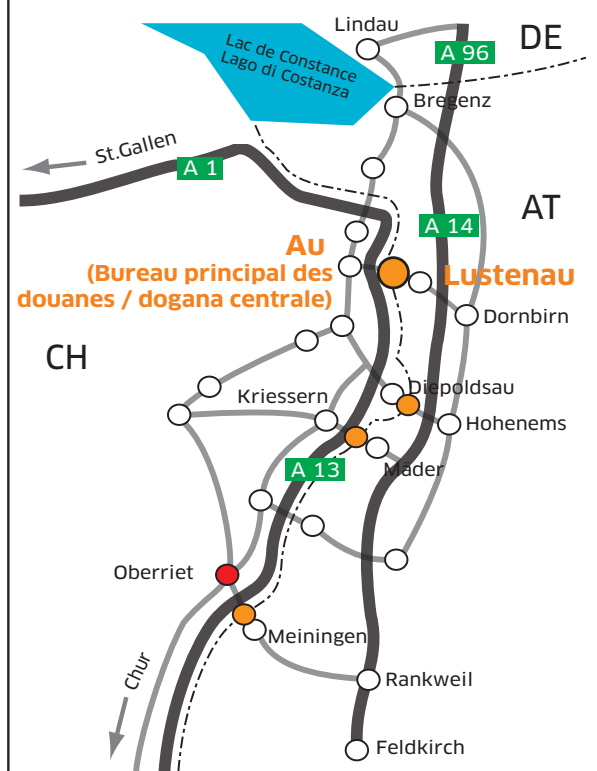 Lindau
DE
A 96
Lac de Constance
Lago di Costanza
Bregenz
St.Gallen
A 1
AT
A 14
Au
(Bureau principal des
douanes / dogana centrale)
Lustenau
Dornbirn
CH
Diepoldsau
Kriessern
Hohenems
Mäder
A 13
Oberriet
Meiningen
Chur
Rankweil
Feldkirch